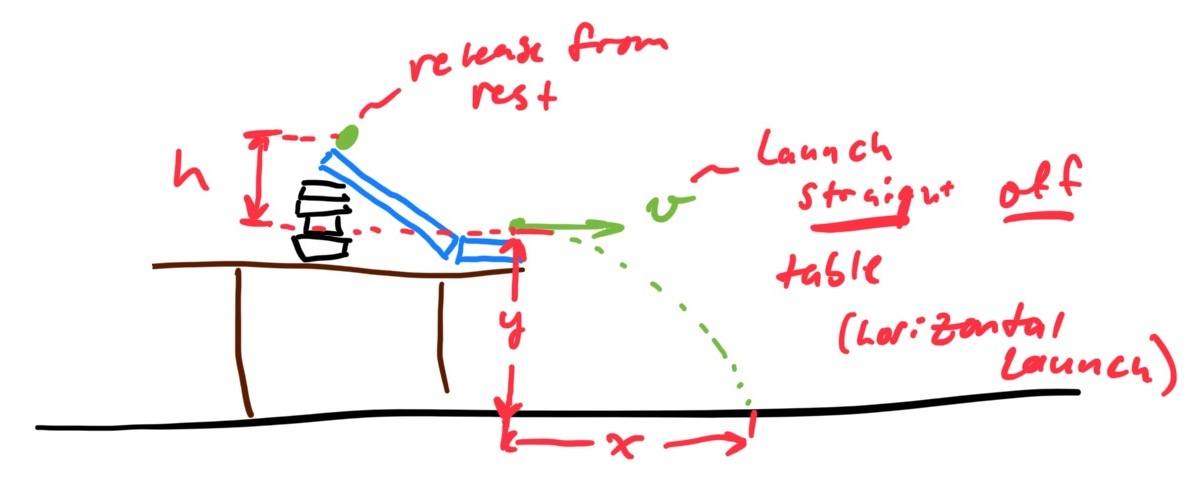 release from
rest
h
v
Launch
straight off
table
(horizontal
Launch)
y
x